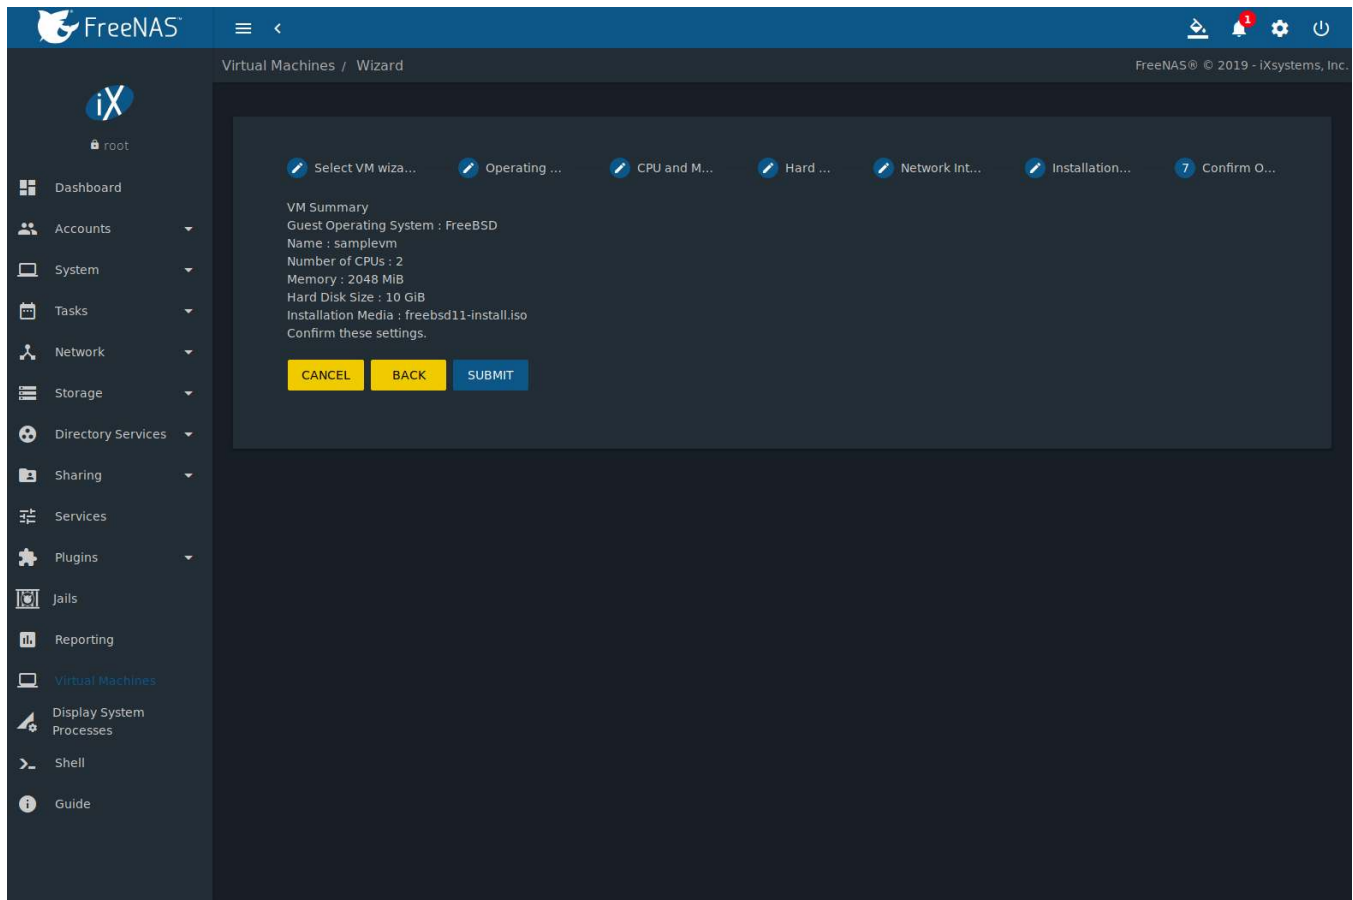 FreeNAS
1
Virtual Machines / Wizard
FreeNAS® © 2019 - iXsystems, Inc.
iX
root
Dashboard
Accounts
System
Tasks
Network
Storage
Directory Services
Sharing
Services
Plugins
Jails
Reporting
Virtual Machines
Display System
Processes
Shell
Guide
Select VM wiza... Operating ... CPU and M... Hard ... Network Int... Installation... 7 Confirm O...
VM Summary
Guest Operating System : FreeBSD
Name : samplevm
Number of CPUs : 2
Memory : 2048 MiB
Hard Disk Size : 10 GiB
Installation Media : freebsd11-install.iso
Confirm these settings.
CANCEL BACK SUBMIT